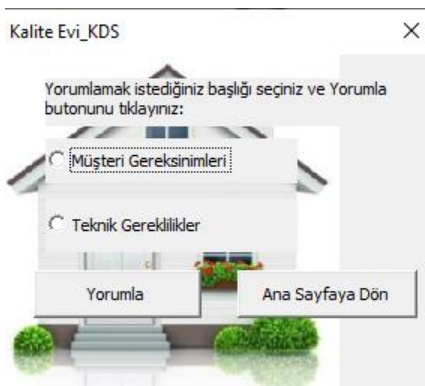 Kalite Evi_KDS
Yorumlamak istediğiniz başlığı seçiniz ve Yorumla
butonunu tıklayınız:
Müşteri Gereksinimleri
Teknik Gereklilikler
Yorumla
Ana Sayfaya Dön